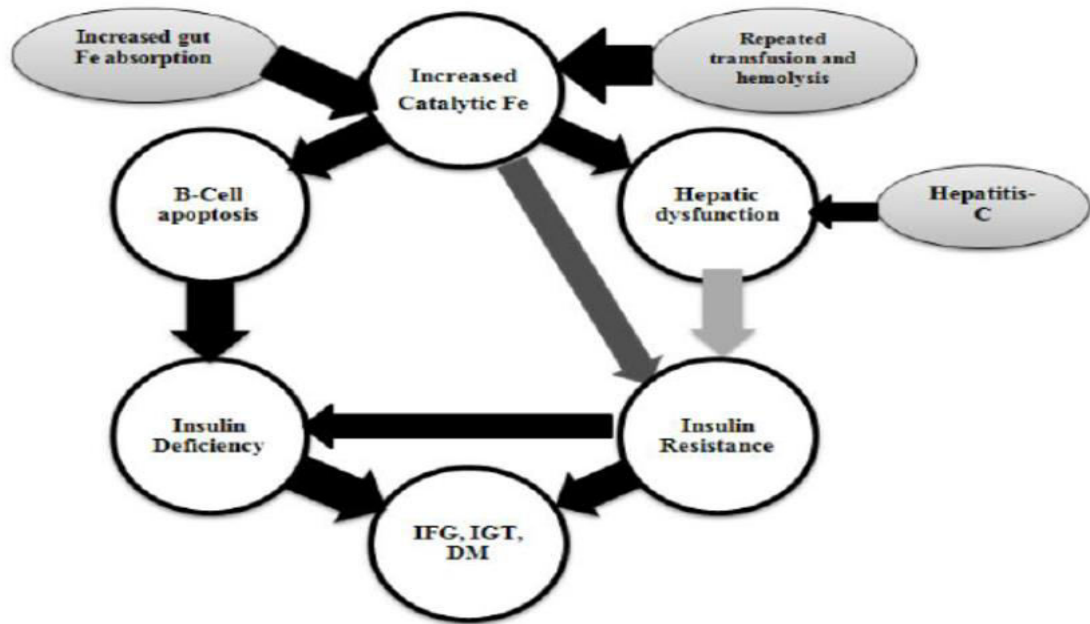 Increased gut
Fe absorption
Increased
Catalytic Fe
Repeated
transfusion and
hemolysis
B-Cell
apoptosis
Hepatic
dysfunction
Hepatitis-
C
Insulin
Deficiency
Insulin
Resistance
IFG, IGT,
DM